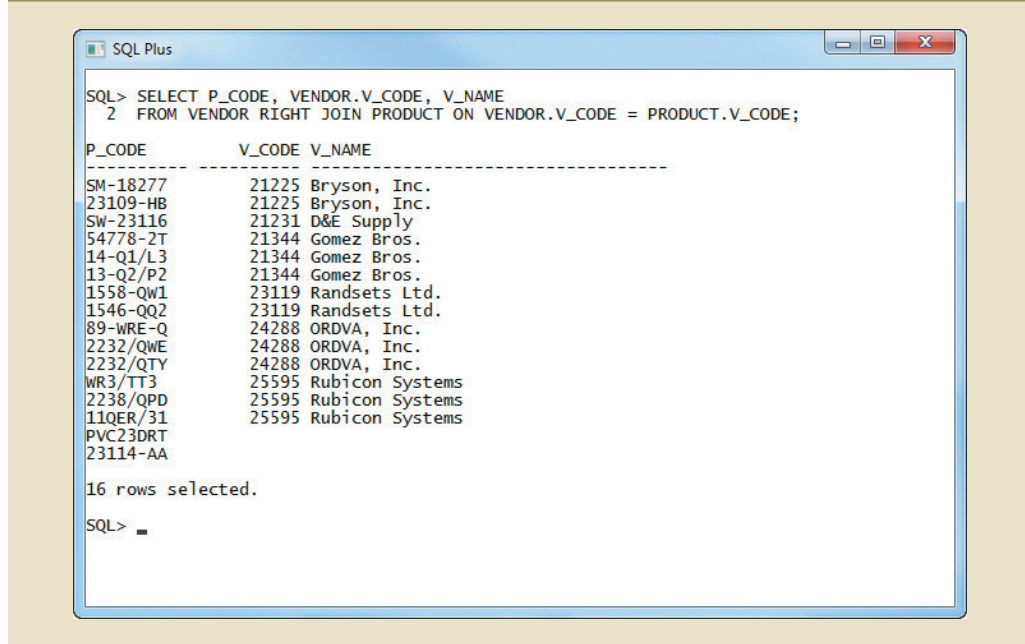 SQL Plus
SQL> SELECT P_CODE, VENDOR.V_CODE, V_NAME
2 FROM VENDOR RIGHT JOIN PRODUCT ON VENDOR.V_CODE = PRODUCT.V_CODE;
P_CODE V_CODE V_NAME
---------- ---------- -----------------------------------
SM-18277 21225 Bryson, Inc.
23109-HB 21225 Bryson, Inc.
SW-23116 21231 D&E Supply
54778-2T 21344 Gomez Bros.
14-Q1/L3 21344 Gomez Bros.
13-Q2/P2 21344 Gomez Bros.
1558-QW1 23119 Randsets Ltd.
1546-QQ2 23119 Randsets Ltd.
89-WRE-Q 24288 ORDVA, Inc.
2232/QWE 24288 ORDVA, Inc.
2232/QTY 24288 ORDVA, Inc.
WR3/TT3 25595 Rubicon Systems
2238/QPD 25595 Rubicon Systems
11QER/31 25595 Rubicon Systems
PVC23DRT
23114-AA
16 rows selected.
SQL> _